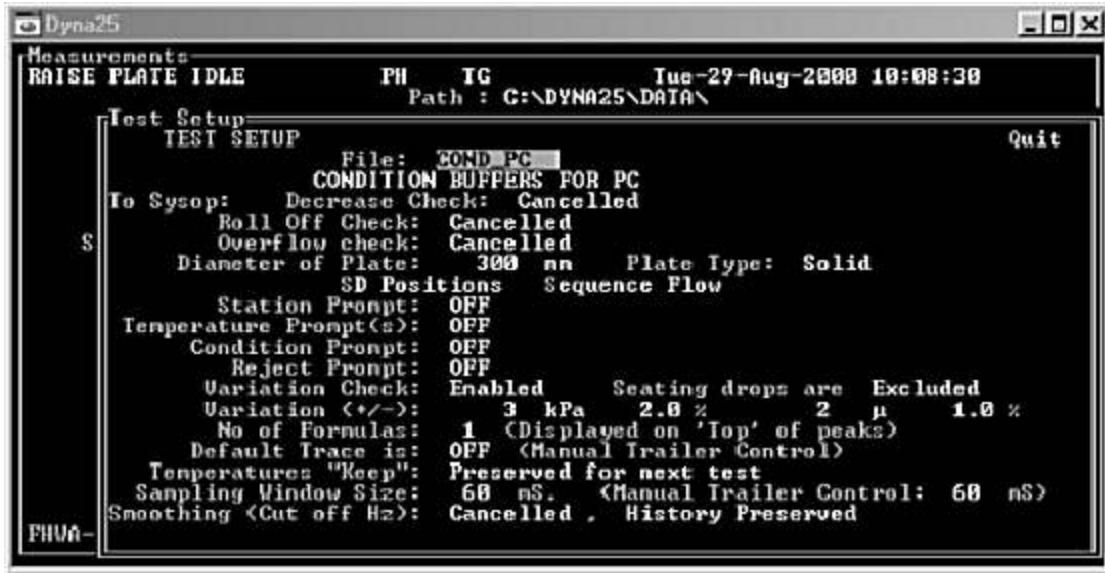 Dyna25
Measurements
RAISE PLATE IDLE PH TG Tue-29-Aug-2000 10:08:30
Path : C:\DYNA25\DATA\
Test Setup
TEST SETUP Quit
File: COND_PC
CONDITION BUFFERS FOR PC
To Sysop: Decrease Check: Cancelled
Roll Off Check: Cancelled
S Overflow check: Cancelled
Diameter of Plate: 300 mm Plate Type: Solid
SD Positions Sequence Flow
Station Prompt: OFF
Temperature Prompt(s): OFF
Condition Prompt: OFF
Reject Prompt: OFF
Variation Check: Enabled Seating drops are Excluded
Variation (+/-): 3 kPa 2.0 % 2 μ 1.0 %
No of Formulas: 1 (Displayed on 'Top' of peaks)
Default Trace is: OFF (Manual Trailer Control)
Temperatures "Keep": Preserved for next test
Sampling Window Size: 60 mS. (Manual Trailer Control: 60 mS)
Smoothing (Cut off Hz): Cancelled , History Preserved
FHWA-